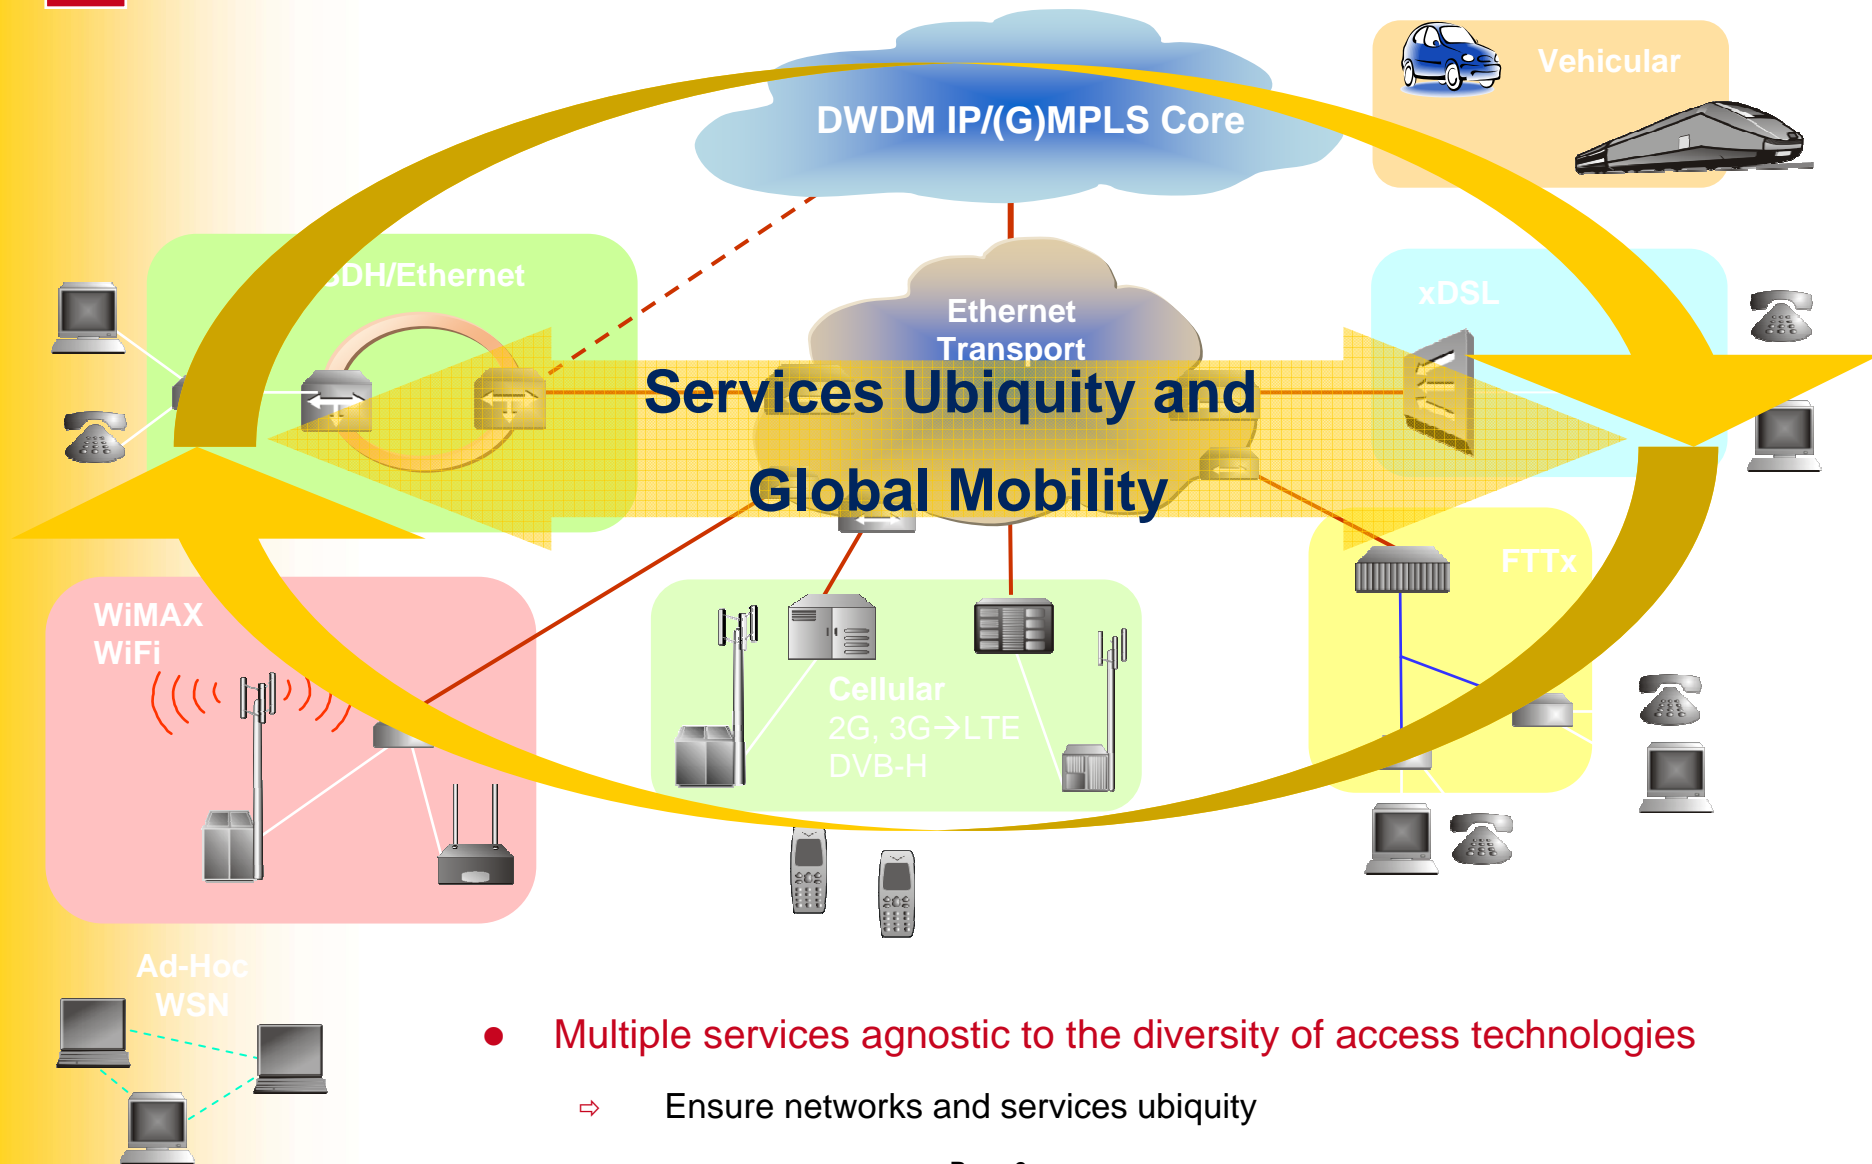 DWDM IP/(G)MPLS Core
Vehicular
SDH/Ethernet
Ethernet
Transport
xDSL
Services Ubiquity and
Global Mobility
FTTx
WiMAX
WiFi
Cellular
2G, 3G→LTE
DVB-H
Ad-Hoc
WSN
● Multiple services agnostic to the diversity of access technologies
⇨ Ensure networks and services ubiquity